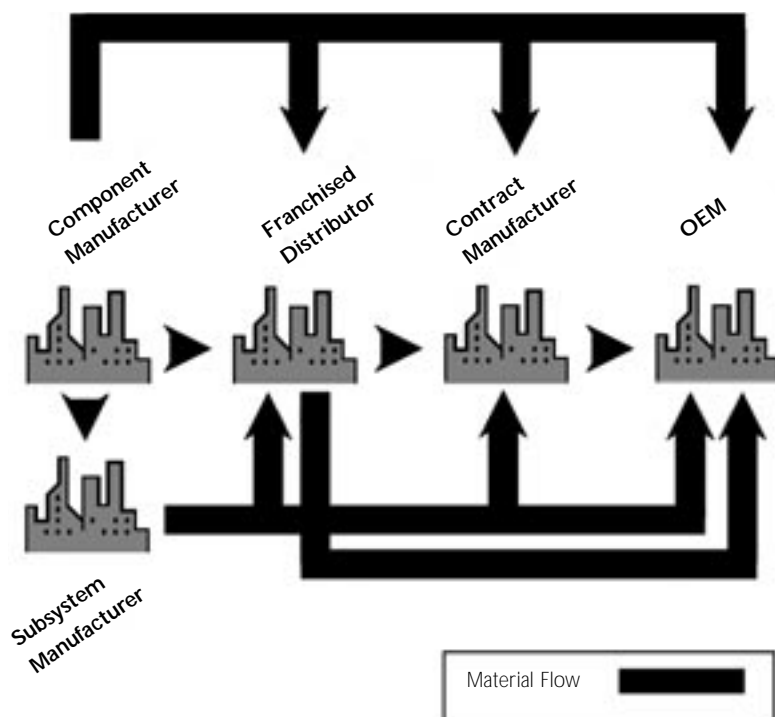 Component
Manufacturer
Franchised
Distributor
Contract
Manufacturer
OEM
Subsystem
Manufacturer
Material Flow